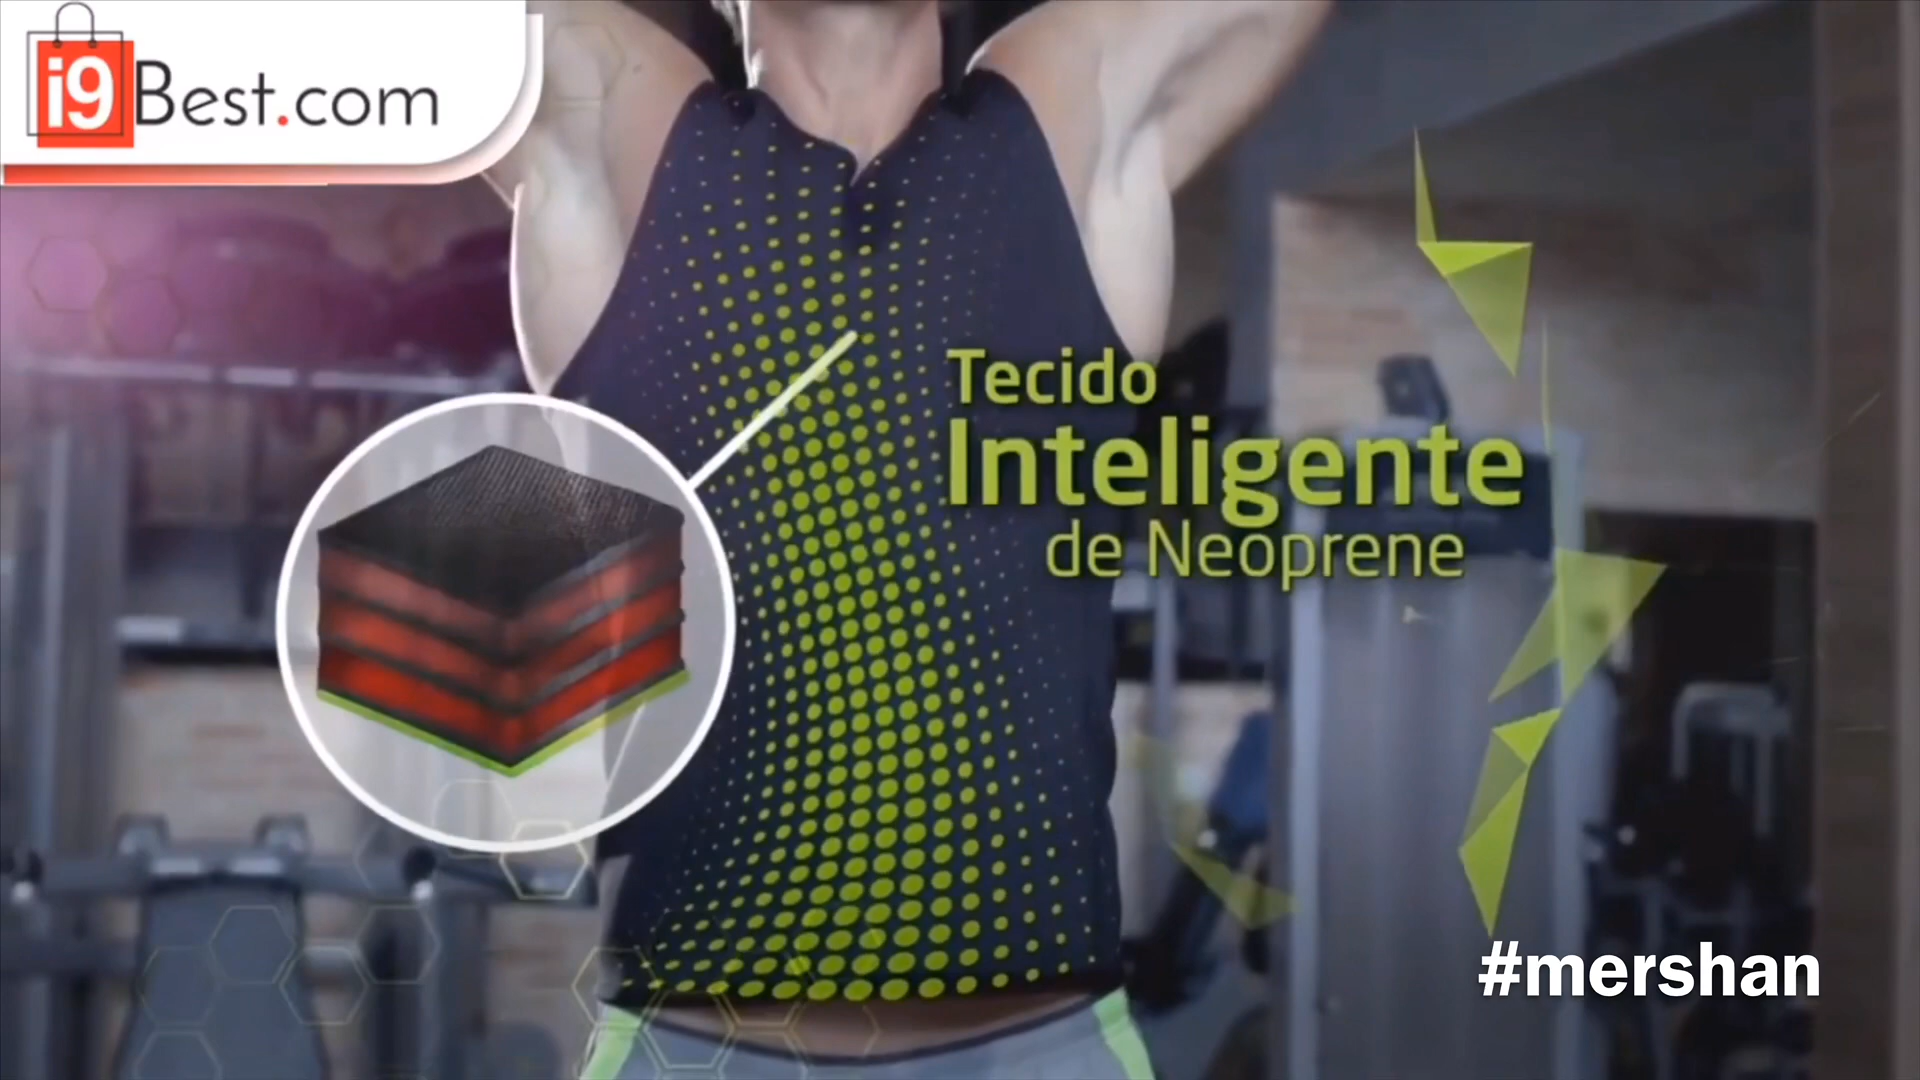 i9Best.com
Tecido
Inteligente
de Neoprene
#mershan